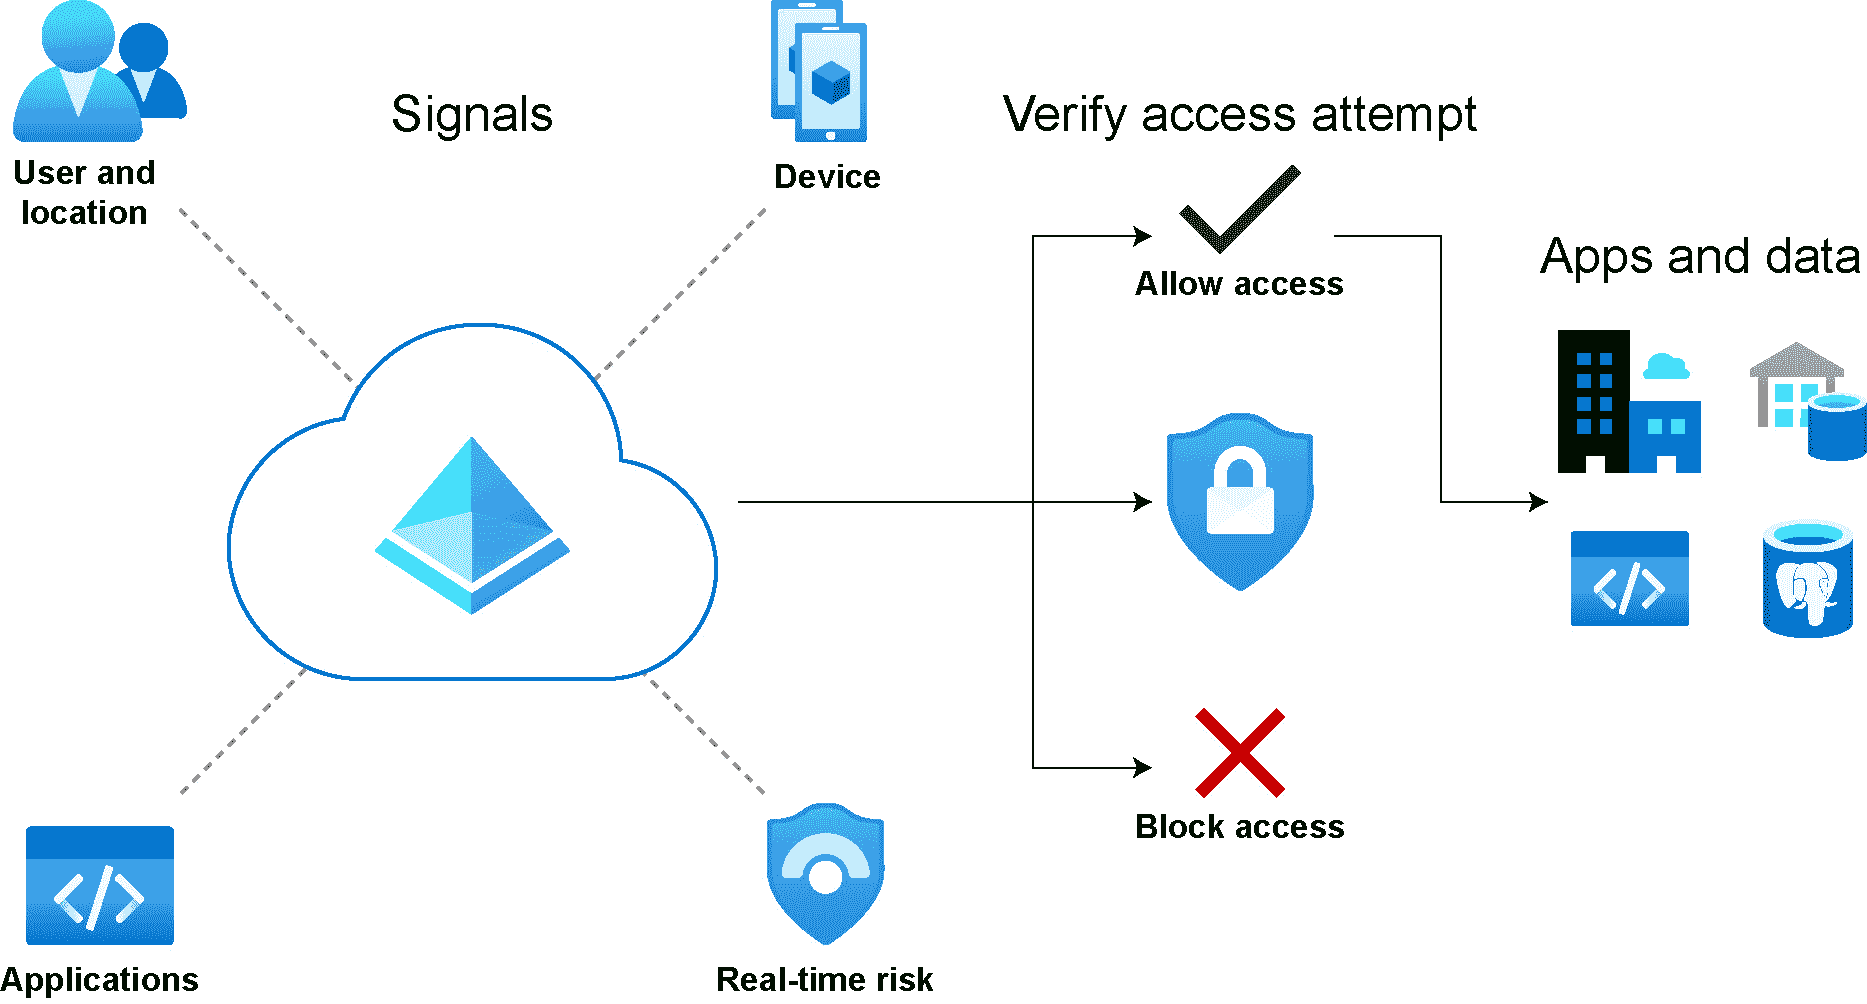 Signals
Verify access attempt
User and
location
Device
Allow access
Apps and data
Block access
Applications
Real-time risk